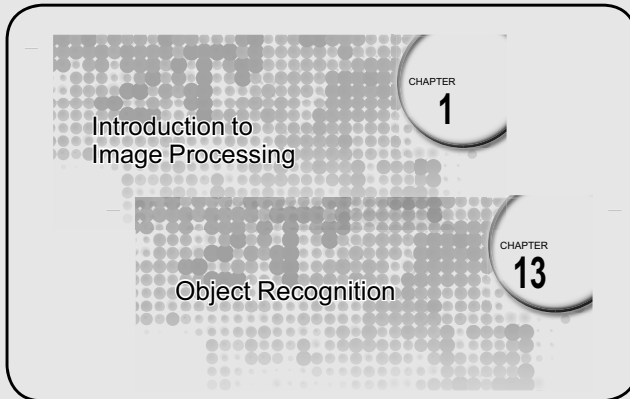 CHAPTER
1
Introduction to
Image Processing
CHAPTER
13
Object Recognition